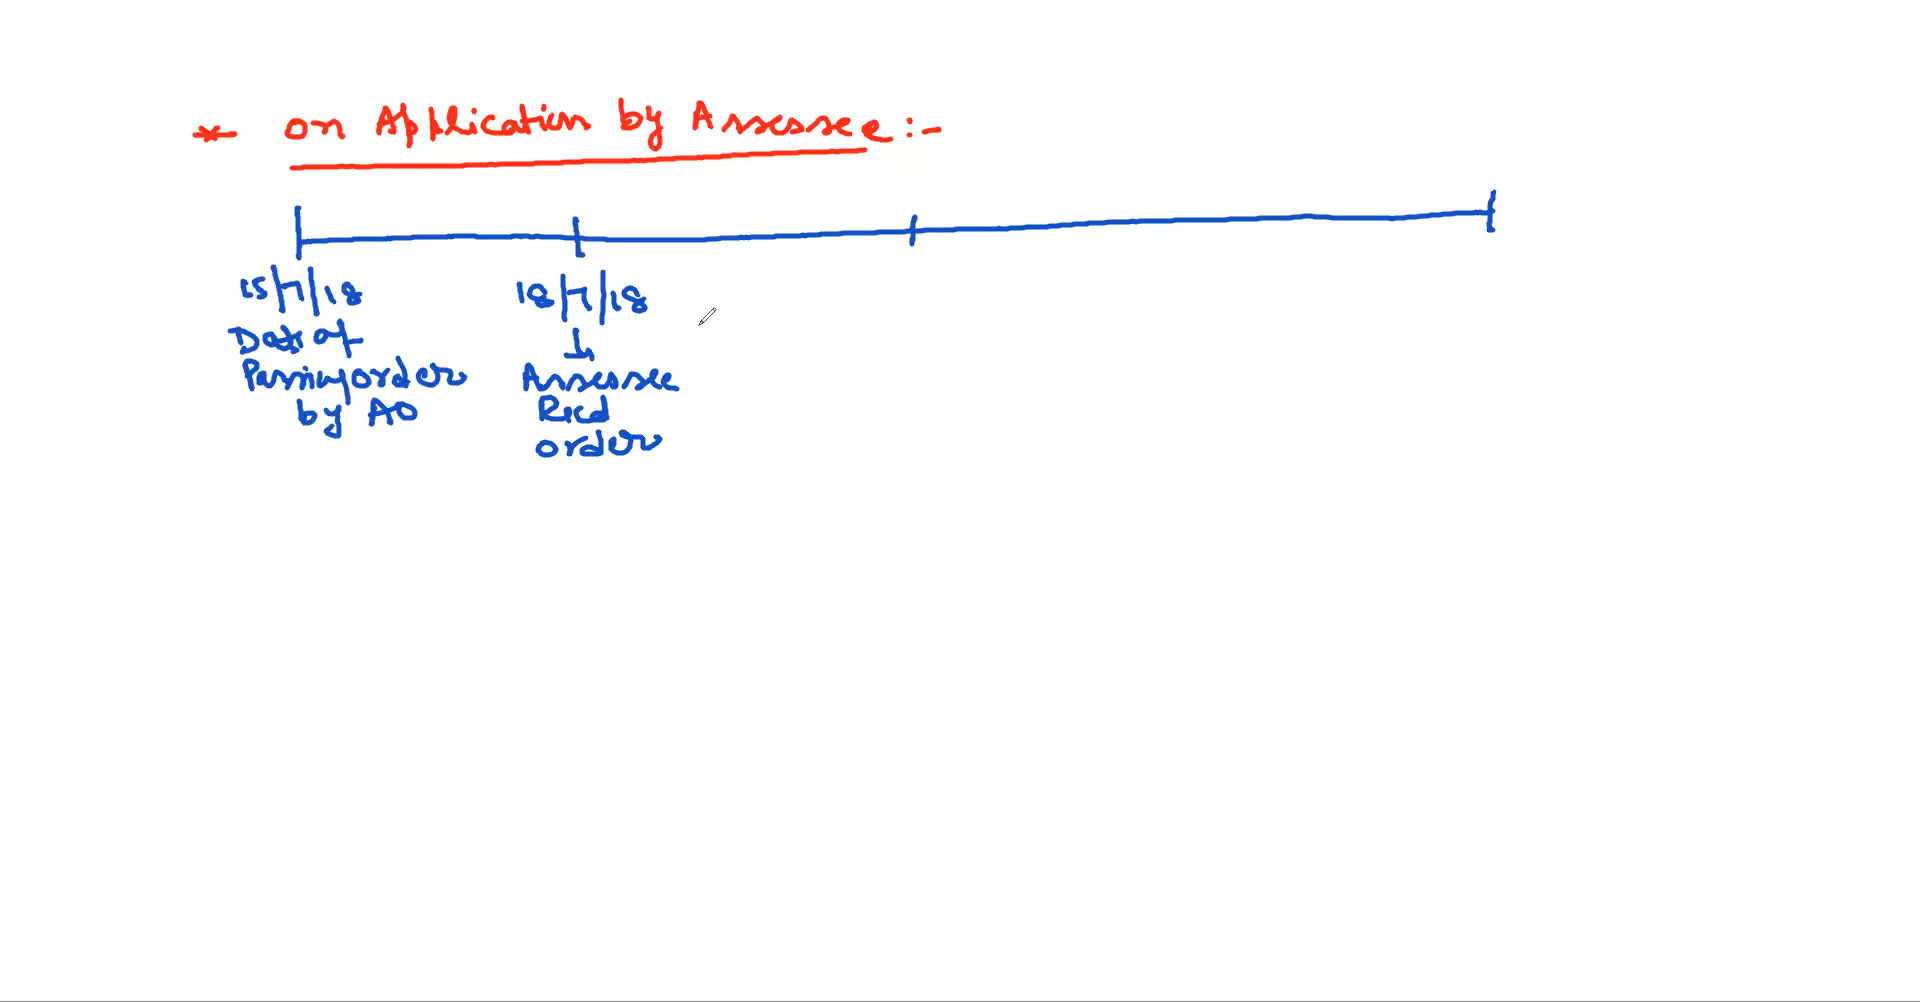 * on Application by Assessee :-
15/7/18
Date of
Passing order
by AO
18/7/18
Assessee
Recd
order